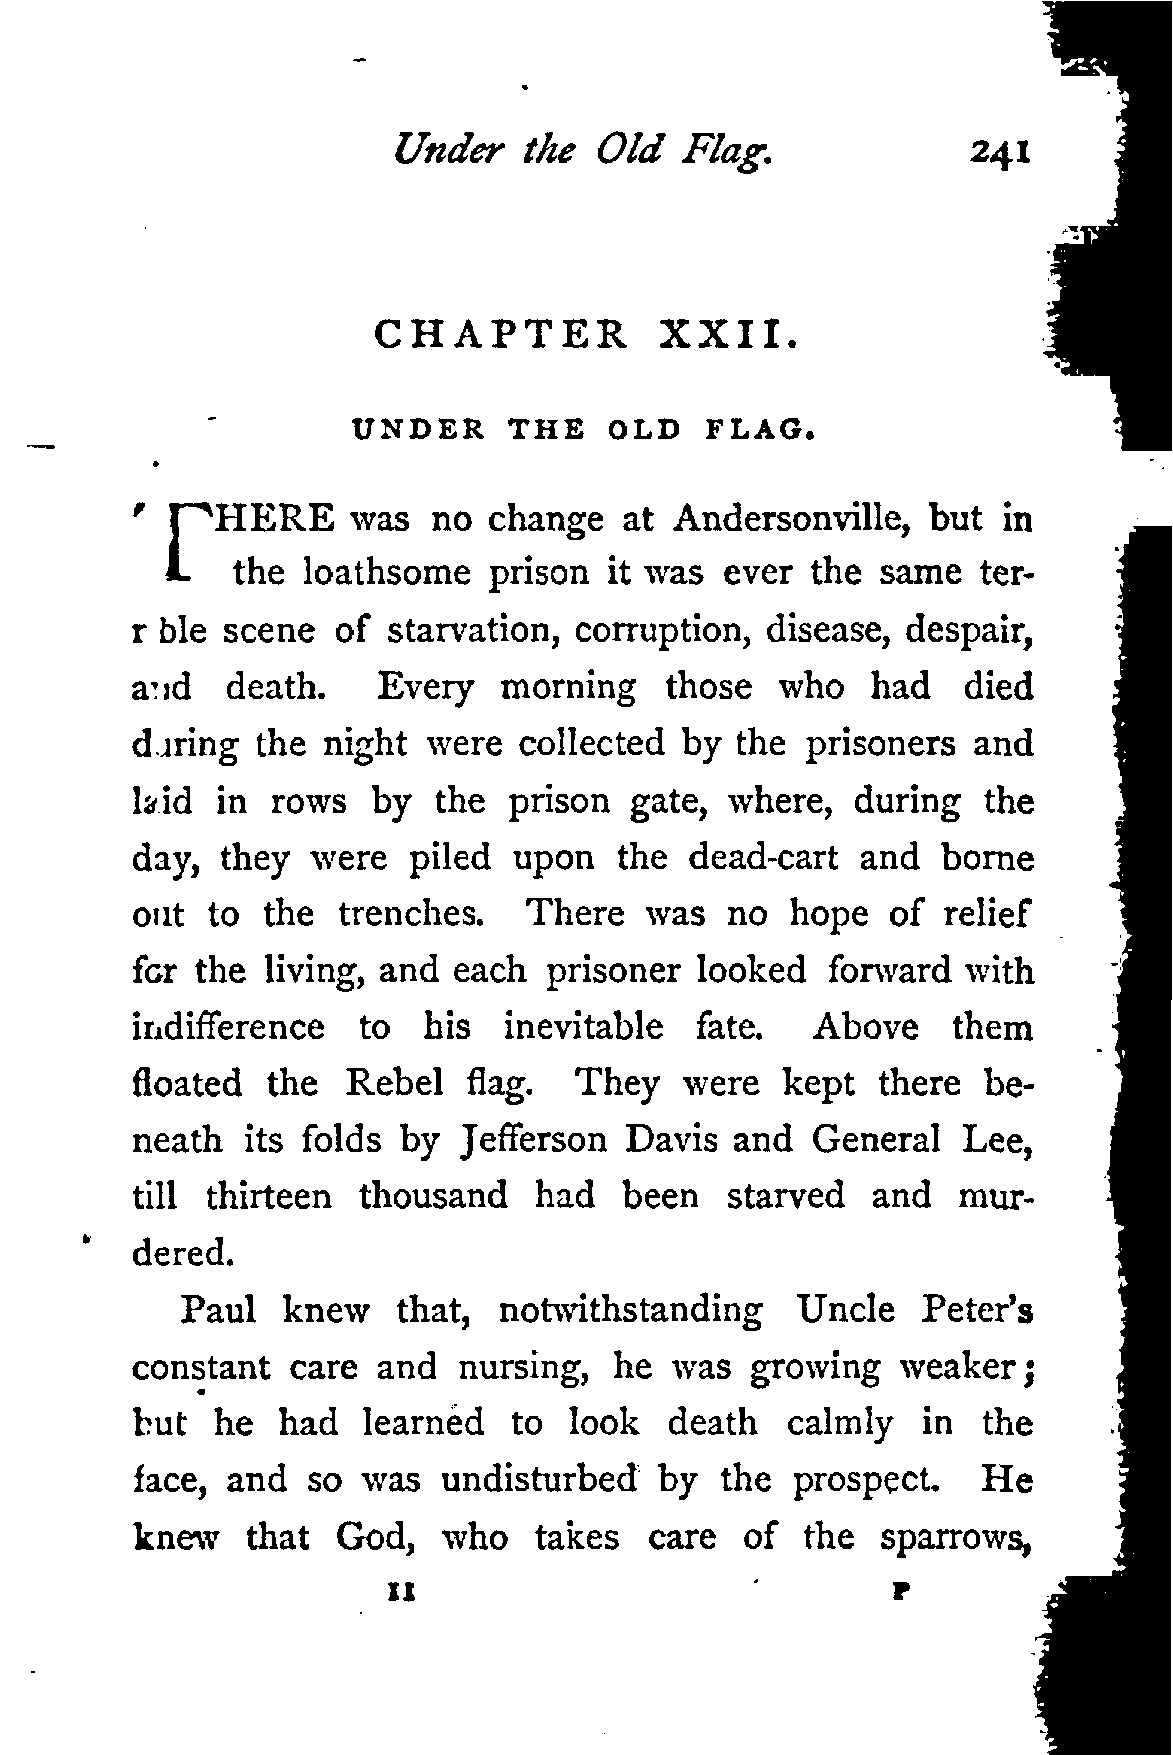 Under the Old Flag. 241
CHAPTER XXII.
UNDER THE OLD FLAG.
THERE was no change at Andersonville, but in
the loathsome prison it was ever the same ter-
rible scene of starvation, corruption, disease, despair,
and death. Every morning those who had died
during the night were collected by the prisoners and
laid in rows by the prison gate, where, during the
day, they were piled upon the dead-cart and borne
out to the trenches. There was no hope of relief
for the living, and each prisoner looked forward with
indifference to his inevitable fate. Above them
floated the Rebel flag. They were kept there be-
neath its folds by Jefferson Davis and General Lee,
till thirteen thousand had been starved and mur-
dered.
Paul knew that, notwithstanding Uncle Peter's
constant care and nursing, he was growing weaker;
but he had learned to look death calmly in the
face, and so was undisturbed by the prospect. He
knew that God, who takes care of the sparrows,
11 P